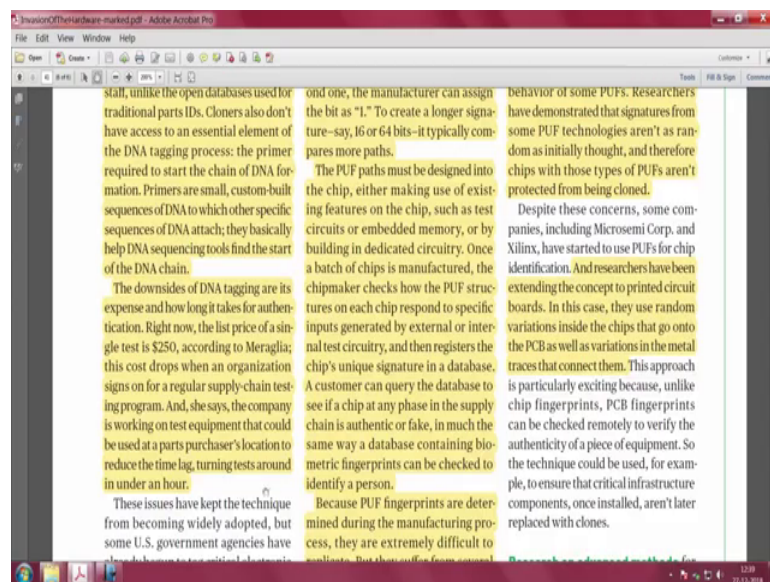 InvasionOfTheHardware-marked.pdf - Adobe Acrobat Pro
File Edit View Window Help
Open Create
Customize
Tools Fill & Sign Comment
staff, unlike the open databases used for
traditional parts IDs. Cloners also don't
have access to an essential element of
the DNA tagging process: the primer
required to start the chain of DNA for-
mation. Primers are small, custom-built
sequences of DNA to which other specific
sequences of DNA attach; they basically
help DNA sequencing tools find the start
of the DNA chain.
The downsides of DNA tagging are its
expense and how long it takes for authen-
tication. Right now, the list price of a sin-
gle test is $250, according to Meraglia;
this cost drops when an organization
signs on for a regular supply-chain test-
ing program. And, she says, the company
is working on test equipment that could
be used at a parts purchaser's location to
reduce the time lag, turning tests around
in under an hour.
These issues have kept the technique
from becoming widely adopted, but
some U.S. government agencies have
already begun to tag critical electronic
ond one, the manufacturer can assign
the bit as "1." To create a longer signa-
ture—say, 16 or 64 bits—it typically com-
pares more paths.
The PUF paths must be designed into
the chip, either making use of exist-
ing features on the chip, such as test
circuits or embedded memory, or by
building in dedicated circuitry. Once
a batch of chips is manufactured, the
chipmaker checks how the PUF struc-
tures on each chip respond to specific
inputs generated by external or inter-
nal test circuitry, and then registers the
chip's unique signature in a database.
A customer can query the database to
see if a chip at any phase in the supply
chain is authentic or fake, in much the
same way a database containing bio-
metric fingerprints can be checked to
identify a person.
Because PUF fingerprints are deter-
mined during the manufacturing pro-
cess, they are extremely difficult to
replicate. But they suffer from several
behavior of some PUFs. Researchers
have demonstrated that signatures from
some PUF technologies aren't as ran-
dom as initially thought, and therefore
chips with those types of PUFs aren't
protected from being cloned.
Despite these concerns, some com-
panies, including Microsemi Corp. and
Xilinx, have started to use PUFs for chip
identification. And researchers have been
extending the concept to printed circuit
boards. In this case, they use random
variations inside the chips that go onto
the PCB as well as variations in the metal
traces that connect them. This approach
is particularly exciting because, unlike
chip fingerprints, PCB fingerprints
can be checked remotely to verify the
authenticity of a piece of equipment. So
the technique could be used, for exam-
ple, to ensure that critical infrastructure
components, once installed, aren't later
replaced with clones.
Research on advanced methods for
12:39